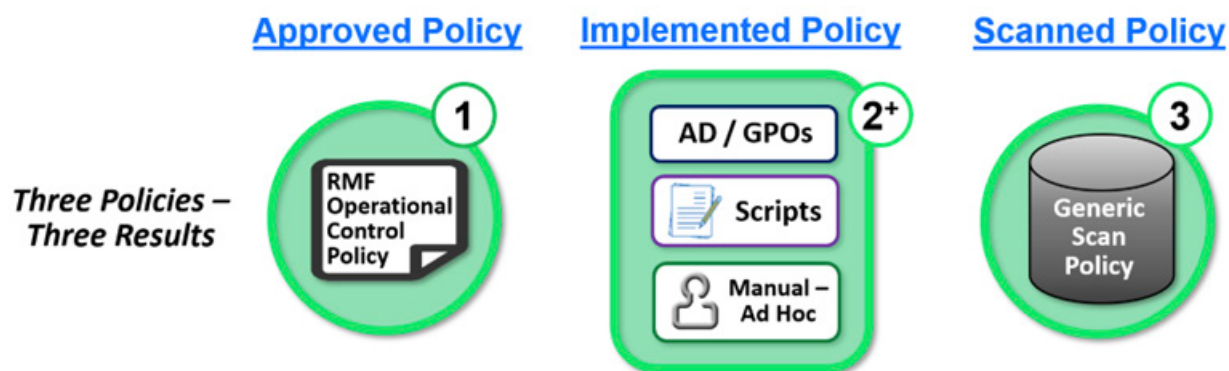 Approved Policy
Implemented Policy
Scanned Policy
Three Policies –
Three Results
1
RMF
Operational
Control
Policy
2+
AD / GPOs
Scripts
Manual –
Ad Hoc
3
Generic
Scan
Policy